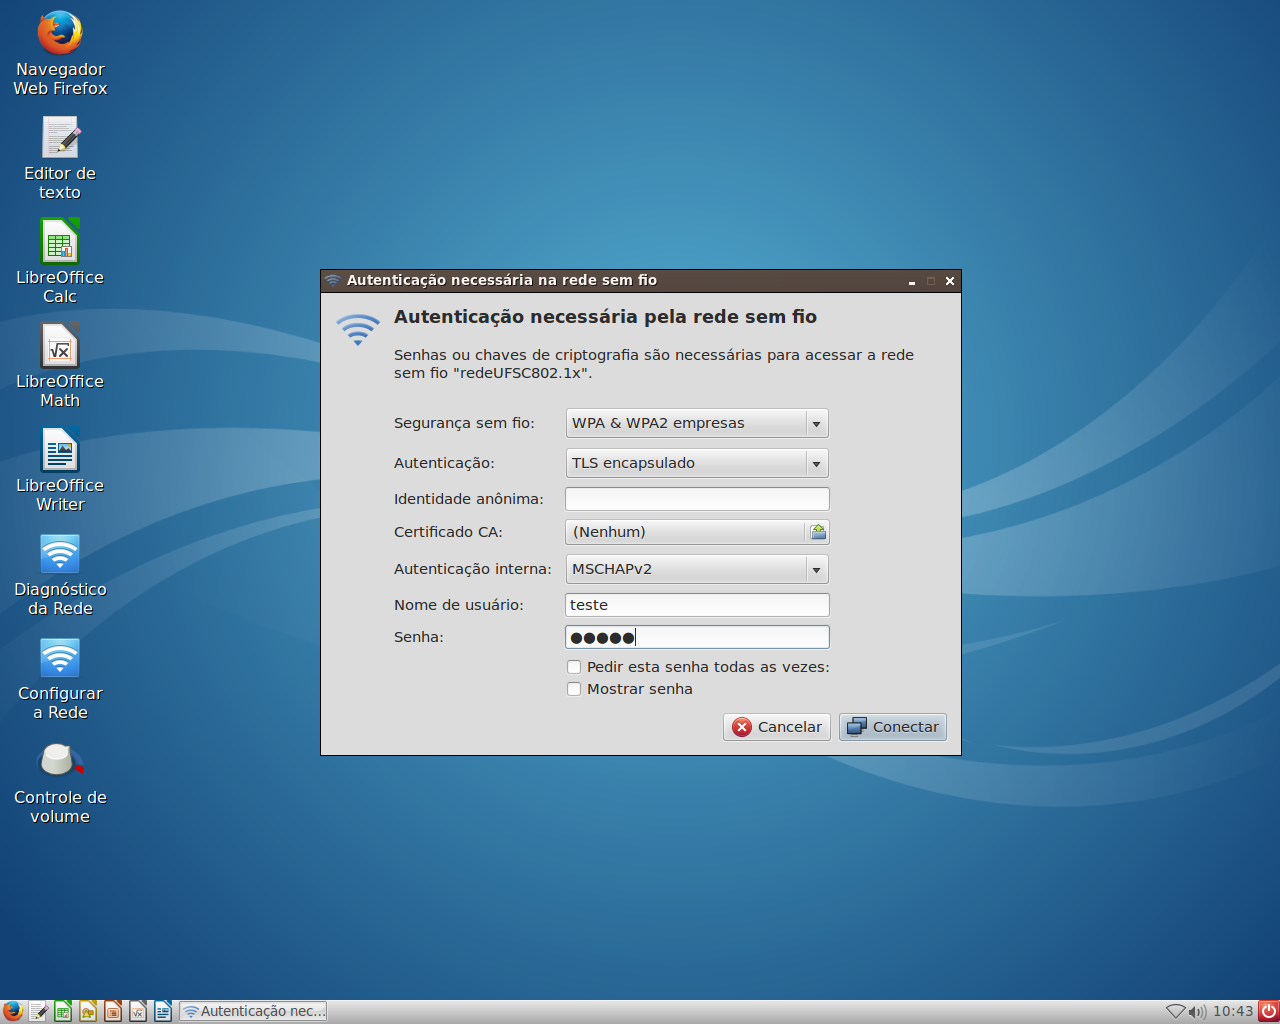 Navegador
Web Firefox
Editor de
texto
LibreOffice
Calc
LibreOffice
Math
LibreOffice
Writer
Diagnóstico
da Rede
Configurar
a Rede
Controle de
volume
Autenticação necessária na rede sem fio
Autenticação necessária pela rede sem fio
Senhas ou chaves de criptografia são necessárias para acessar a rede
sem fio "redeUFSC802.1x".
Segurança sem fio: WPA & WPA2 empresas
Autenticação: TLS encapsulado
Identidade anônima:
Certificado CA: (Nenhum)
Autenticação interna: MSCHAPv2
Nome de usuário: teste
Senha: ●●●●●
Pedir esta senha todas as vezes:
Mostrar senha
Cancelar Conectar
Autenticação nec... 10:43